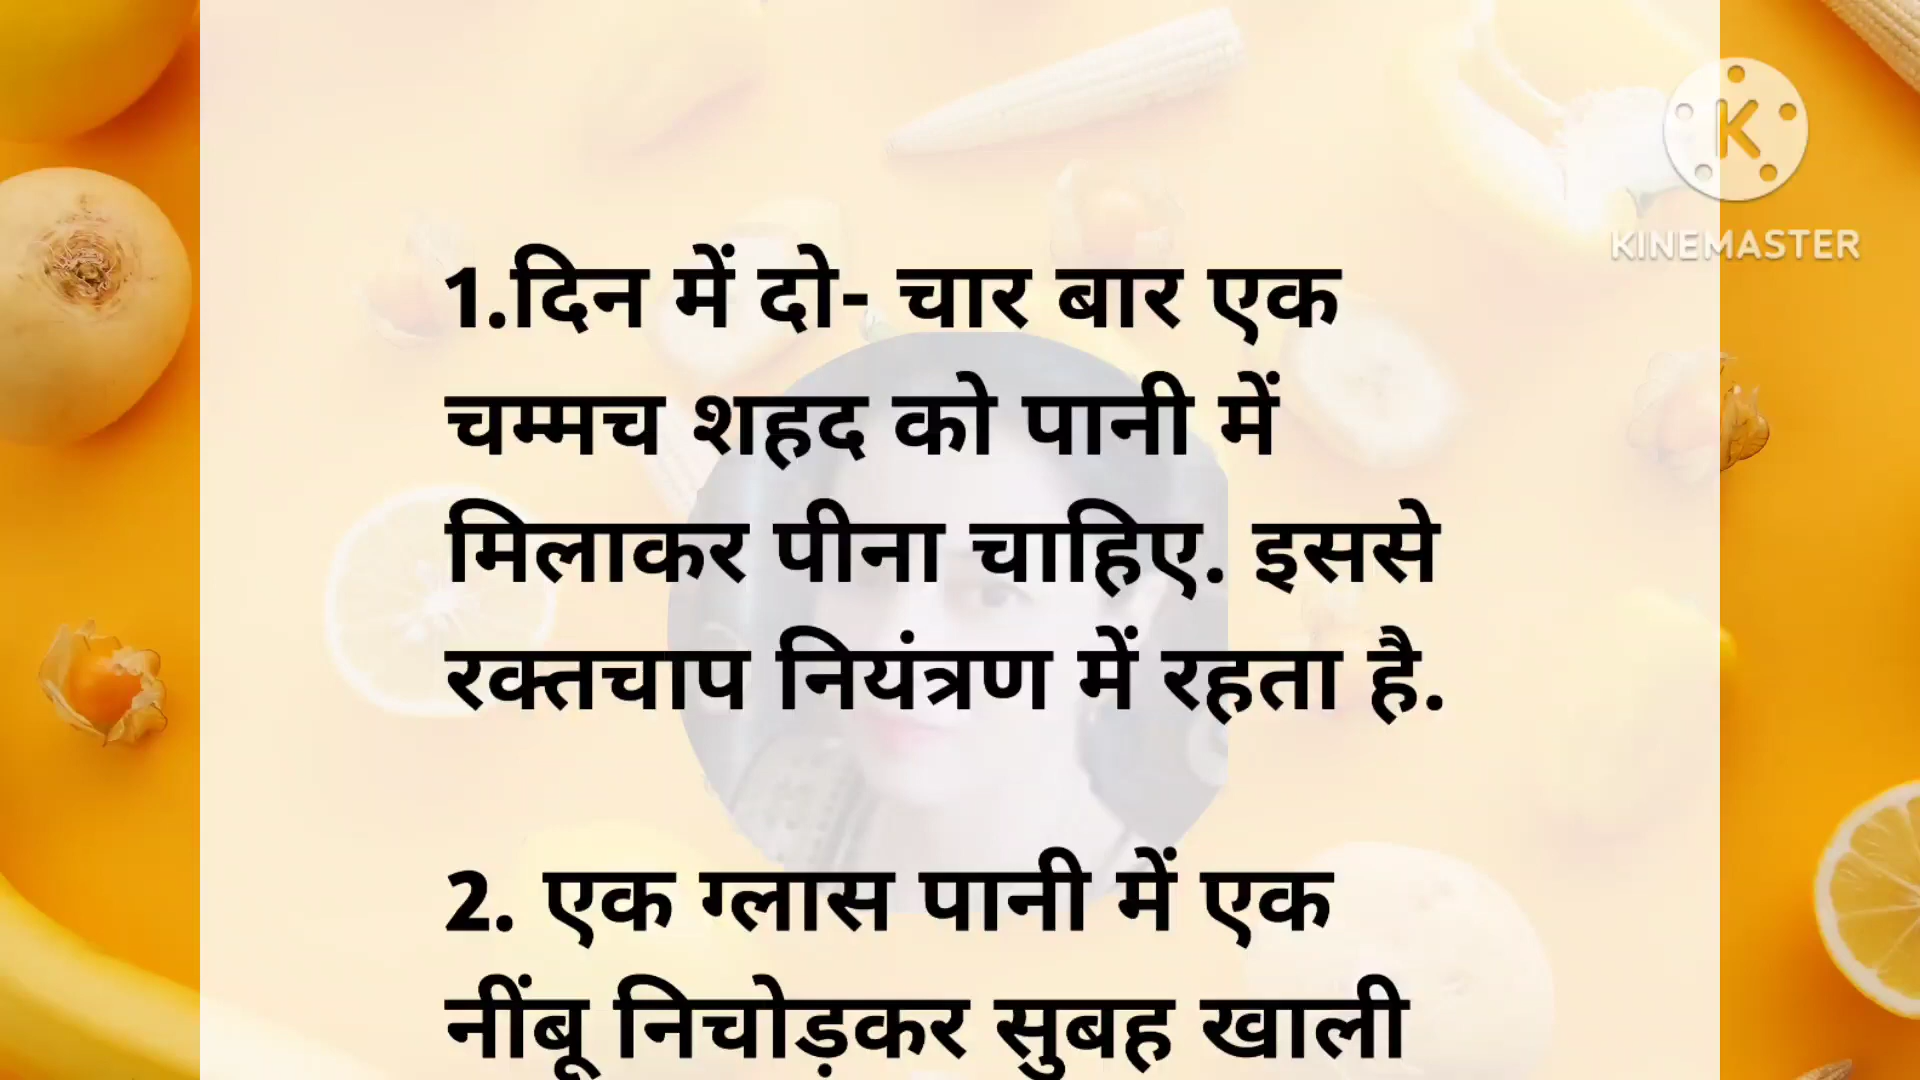 1.दिन में दो- चार बार एक
चम्मच शहद को पानी में
मिलाकर पीना चाहिए. इससे
रक्तचाप नियंत्रण में रहता है.
2. एक ग्लास पानी में एक
नींबू निचोड़कर सुबह खाली
K
KINEMASTER